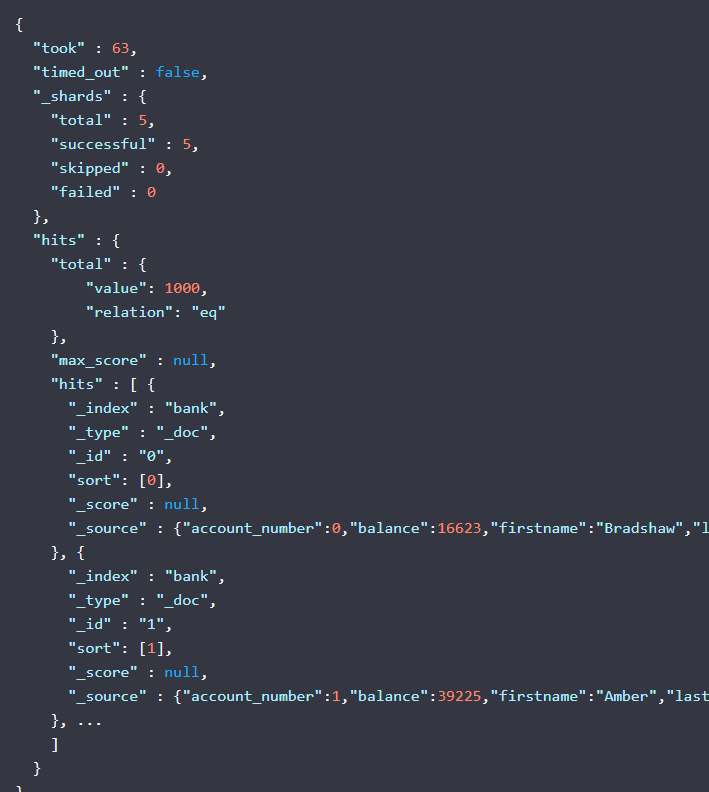 {
  "took" : 63,
  "timed_out" : false,
  "_shards" : {
    "total" : 5,
    "successful" : 5,
    "skipped" : 0,
    "failed" : 0
  },
  "hits" : {
    "total" : {
        "value": 1000,
        "relation": "eq"
    },
    "max_score" : null,
    "hits" : [ {
      "_index" : "bank",
      "_type" : "_doc",
      "_id" : "0",
      "sort": [0],
      "_score" : null,
      "_source" : {"account_number":0,"balance":16623,"firstname":"Bradshaw","l
    }, {
      "_index" : "bank",
      "_type" : "_doc",
      "_id" : "1",
      "sort": [1],
      "_score" : null,
      "_source" : {"account_number":1,"balance":39225,"firstname":"Amber","last
    }, ...
    ]
  }
}